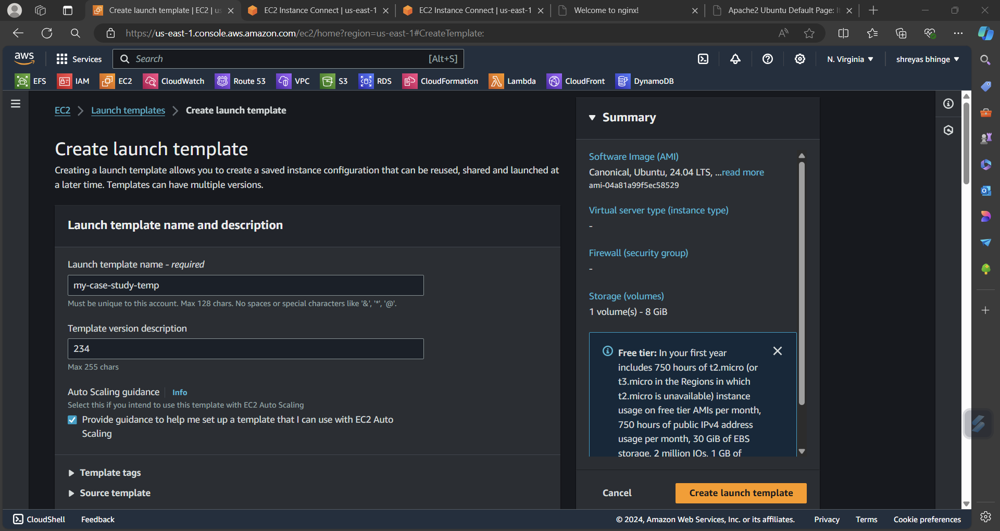 Create launch template | EC2 | us
EC2 Instance Connect | us-east-1
EC2 Instance Connect | us-east-1
Welcome to nginx!
Apache2 Ubuntu Default Page: It
https://us-east-1.console.aws.amazon.com/ec2/home?region=us-east-1#CreateTemplate:
aws
Services
Search
[Alt+S]
N. Virginia
shreyas bhinge
EFS
IAM
EC2
CloudWatch
Route 53
VPC
S3
RDS
CloudFormation
Lambda
CloudFront
DynamoDB
EC2
Launch templates
Create launch template
Create launch template
Creating a launch template allows you to create a saved instance configuration that can be reused, shared and launched at
a later time. Templates can have multiple versions.
Launch template name and description
Launch template name - required
my-case-study-temp
Must be unique to this account. Max 128 chars. No spaces or special characters like '&', '*', '@'.
Template version description
234
Max 255 chars
Auto Scaling guidance
Info
Select this if you intend to use this template with EC2 Auto Scaling
Provide guidance to help me set up a template that I can use with EC2 Auto
Scaling
Template tags
Source template
Summary
Software Image (AMI)
Canonical, Ubuntu, 24.04 LTS, ...read more
ami-04a81a99f5ec58529
Virtual server type (instance type)
-
Firewall (security group)
-
Storage (volumes)
1 volume(s) - 8 GiB
Free tier: In your first year
includes 750 hours of t2.micro (or
t3.micro in the Regions in which
t2.micro is unavailable) instance
usage on free tier AMIs per month,
750 hours of public IPv4 address
usage per month, 30 GiB of EBS
storage, 2 million IOs, 1 GB of
Cancel
Create launch template
CloudShell
Feedback
© 2024, Amazon Web Services, Inc. or its affiliates.
Privacy
Terms
Cookie preferences